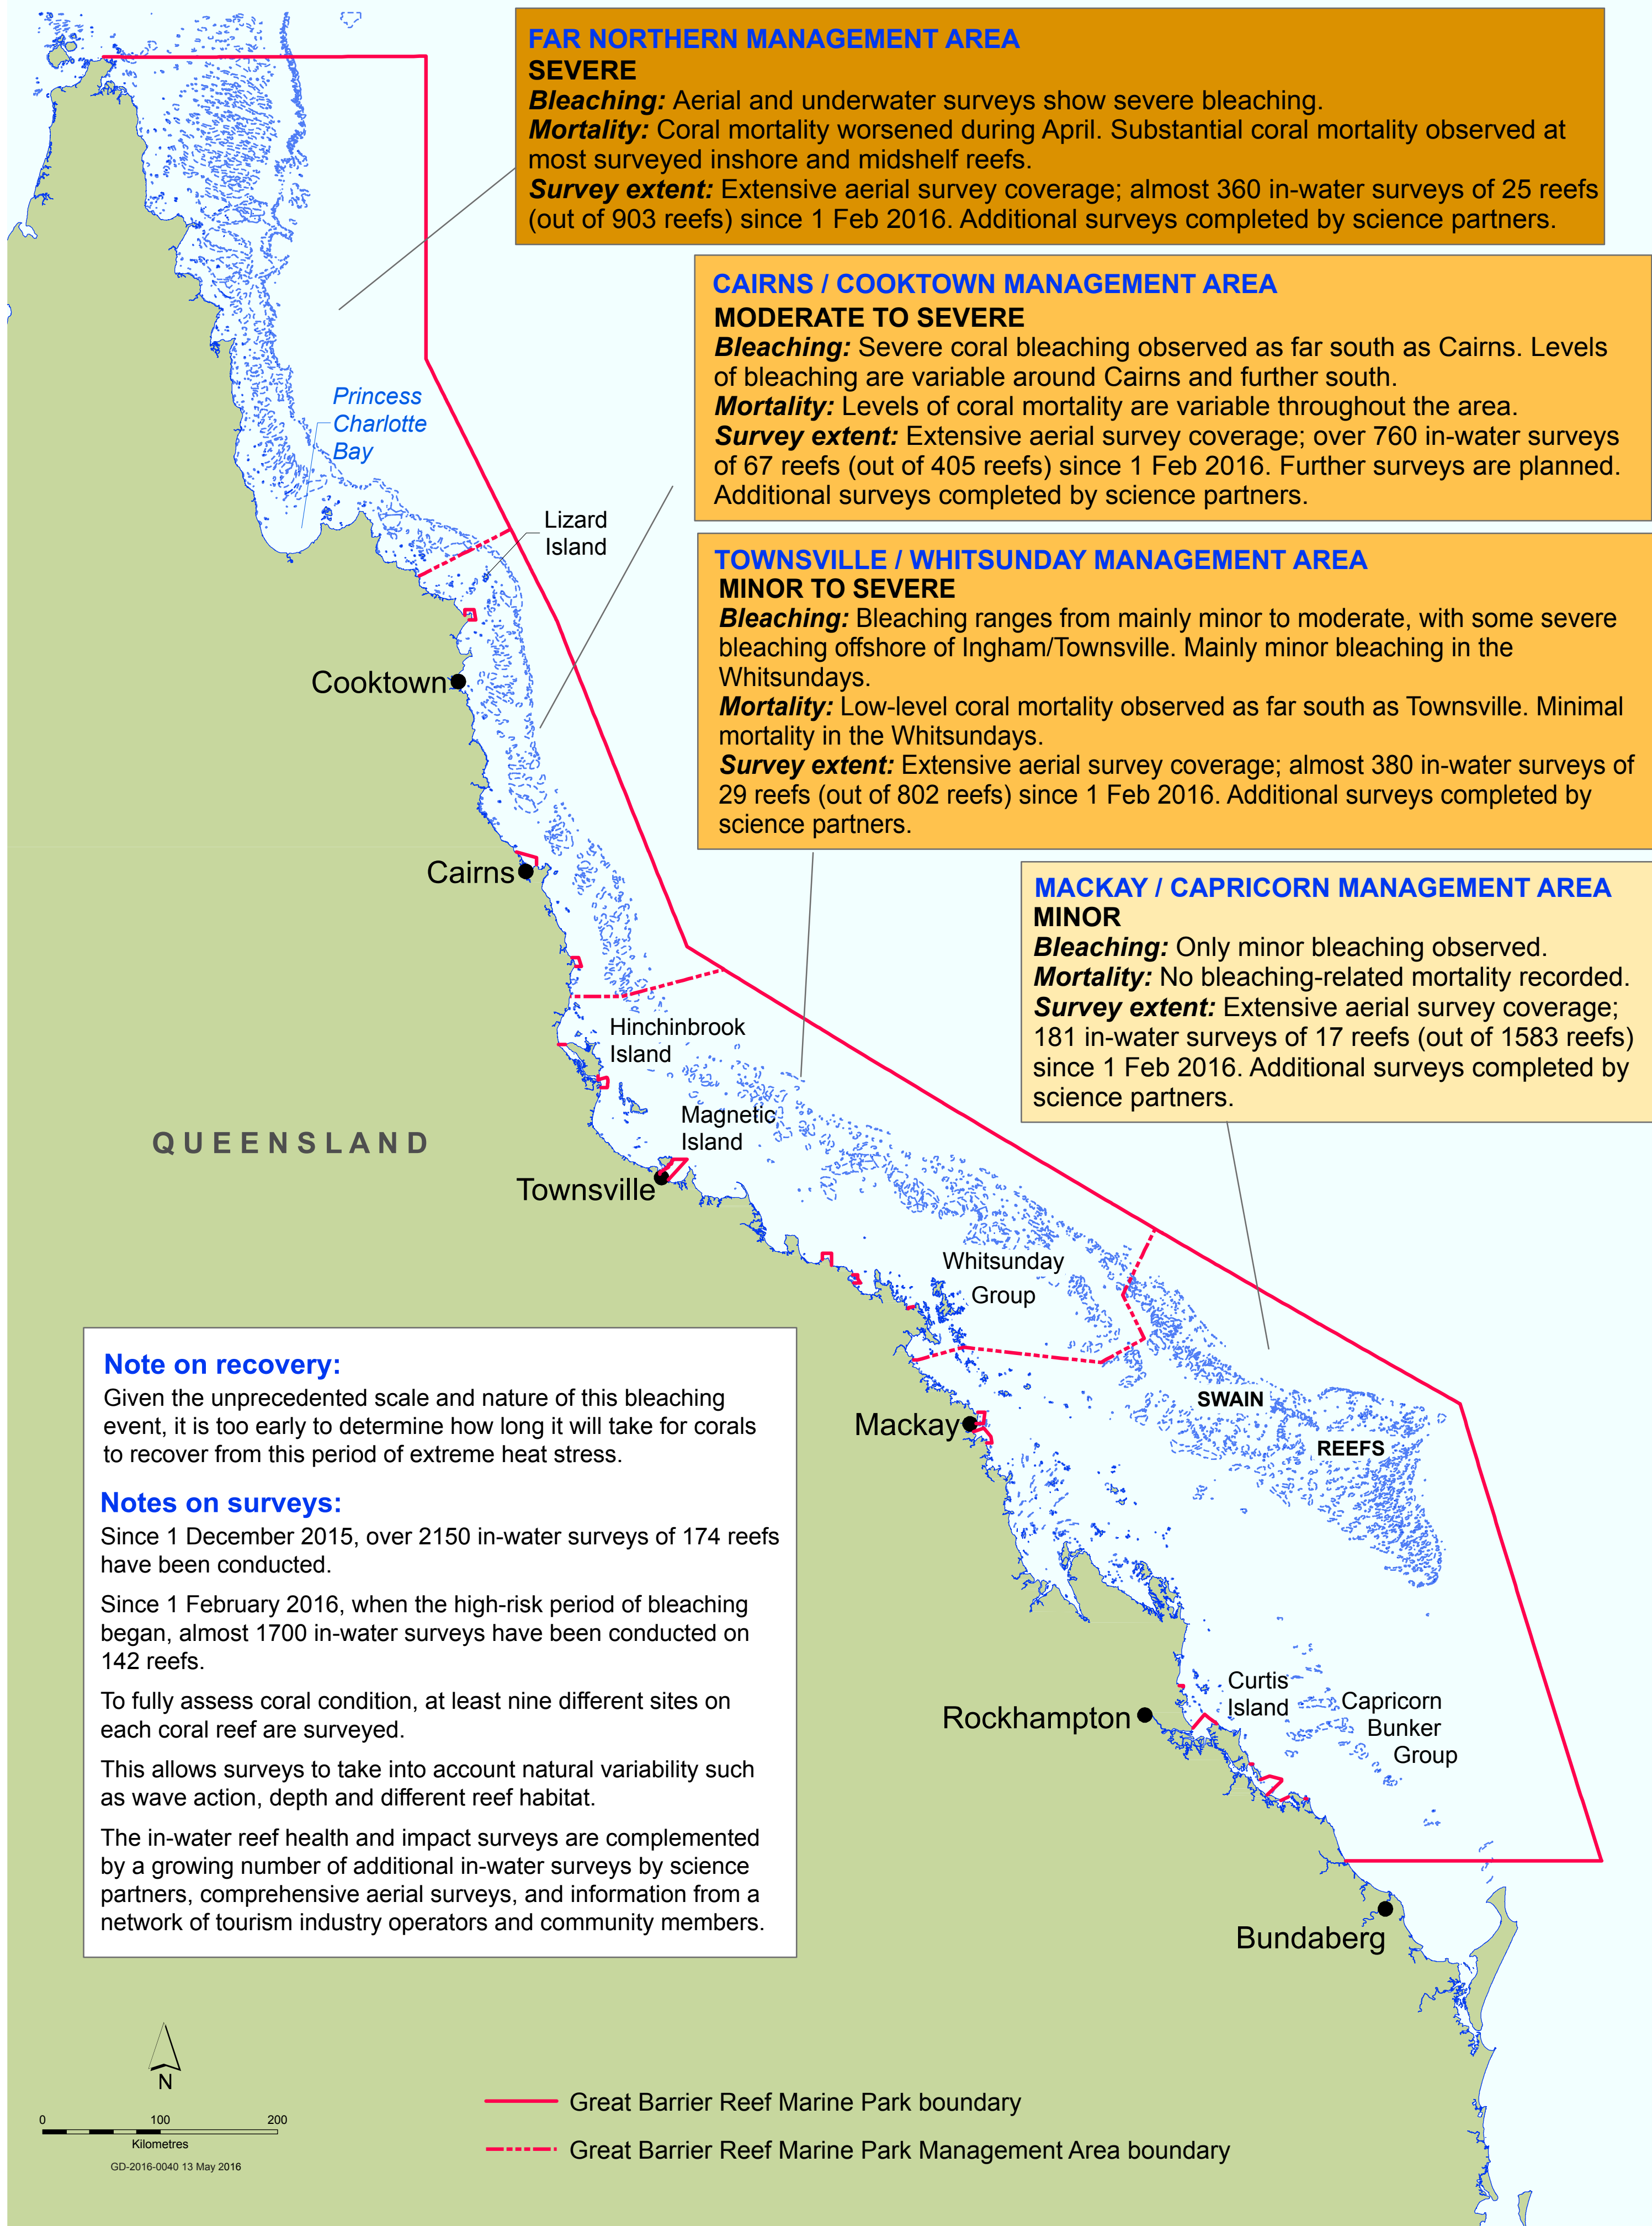 FAR NORTHERN MANAGEMENT AREA
SEVERE
Bleaching: Aerial and underwater surveys show severe bleaching.
Mortality: Coral mortality worsened during April. Substantial coral mortality observed at
most surveyed inshore and midshelf reefs.
Survey extent: Extensive aerial survey coverage; almost 360 in-water surveys of 25 reefs
(out of 903 reefs) since 1 Feb 2016. Additional surveys completed by science partners.
CAIRNS / COOKTOWN MANAGEMENT AREA
MODERATE TO SEVERE
Bleaching: Severe coral bleaching observed as far south as Cairns. Levels
of bleaching are variable around Cairns and further south.
Mortality: Levels of coral mortality are variable throughout the area.
Survey extent: Extensive aerial survey coverage; over 760 in-water surveys
of 67 reefs (out of 405 reefs) since 1 Feb 2016. Further surveys are planned.
Additional surveys completed by science partners.
TOWNSVILLE / WHITSUNDAY MANAGEMENT AREA
MINOR TO SEVERE
Bleaching: Bleaching ranges from mainly minor to moderate, with some severe
bleaching offshore of Ingham/Townsville. Mainly minor bleaching in the
Whitsundays.
Mortality: Low-level coral mortality observed as far south as Townsville. Minimal
mortality in the Whitsundays.
Survey extent: Extensive aerial survey coverage; almost 380 in-water surveys of
29 reefs (out of 802 reefs) since 1 Feb 2016. Additional surveys completed by
science partners.
MACKAY / CAPRICORN MANAGEMENT AREA
MINOR
Bleaching: Only minor bleaching observed.
Mortality: No bleaching-related mortality recorded.
Survey extent: Extensive aerial survey coverage;
181 in-water surveys of 17 reefs (out of 1583 reefs)
since 1 Feb 2016. Additional surveys completed by
science partners.
Princess
Charlotte
Bay
Lizard
Island
Cooktown
Cairns
Hinchinbrook
Island
Magnetic
Island
QUEENSLAND
Townsville
Whitsunday
Group
SWAIN
REEFS
Mackay
Curtis
Island
Capricorn
Bunker
Group
Rockhampton
Bundaberg
Note on recovery:
Given the unprecedented scale and nature of this bleaching
event, it is too early to determine how long it will take for corals
to recover from this period of extreme heat stress.
Notes on surveys:
Since 1 December 2015, over 2150 in-water surveys of 174 reefs
have been conducted.
Since 1 February 2016, when the high-risk period of bleaching
began, almost 1700 in-water surveys have been conducted on
142 reefs.
To fully assess coral condition, at least nine different sites on
each coral reef are surveyed.
This allows surveys to take into account natural variability such
as wave action, depth and different reef habitat.
The in-water reef health and impact surveys are complemented
by a growing number of additional in-water surveys by science
partners, comprehensive aerial surveys, and information from a
network of tourism industry operators and community members.
N
0 100 200
Kilometres
GD-2016-0040 13 May 2016
Great Barrier Reef Marine Park boundary
Great Barrier Reef Marine Park Management Area boundary